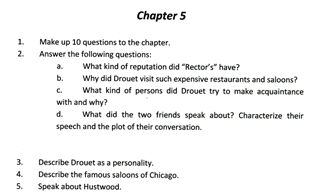 Chapter 5
1. Make up 10 questions to the chapter.
2. Answer the following questions:
a. What kind of reputation did "Rector's" have?
b. Why did Drouet visit such expensive restaurants and saloons?
c. What kind of persons did Drouet try to make acquaintance
with and why?
d. What did the two friends speak about? Characterize their
speech and the plot of their conversation.
3. Describe Drouet as a personality.
4. Describe the famous saloons of Chicago.
5. Speak about Hustwood.